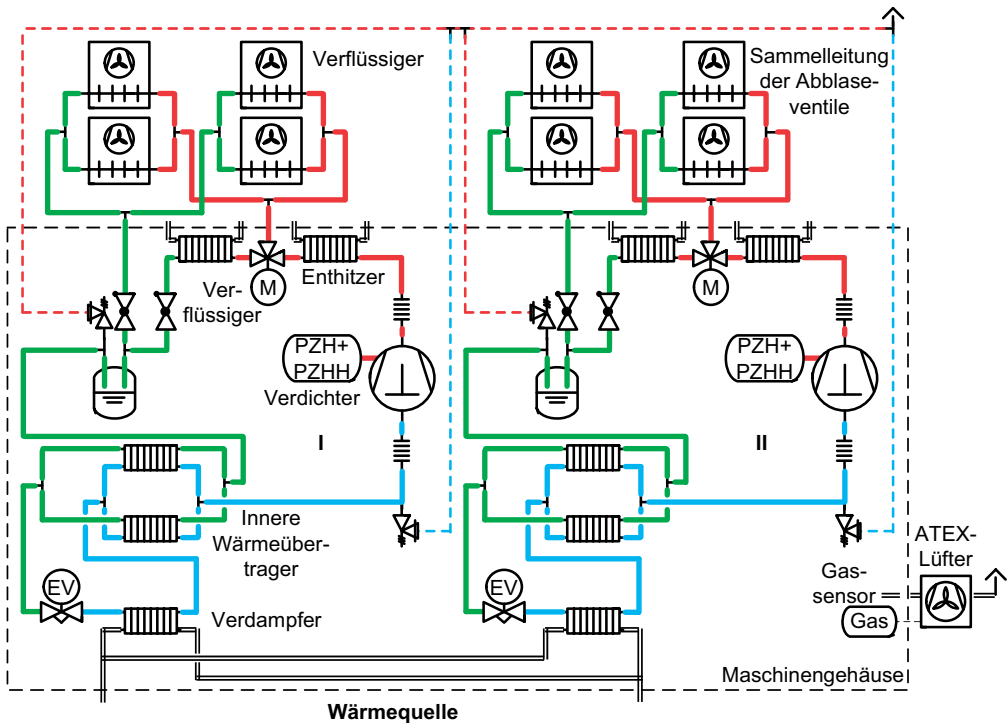 Verflüssiger
Sammelleitung
der Abblase-
ventile
M
Enthitzer
Ver-
flüssiger
PZH+
PZHH
Verdichter
I
Innere
Wärmeüber-
trager
EV
Verdampfer
M
PZH+
PZHH
II
EV
Gas-
sensor
Gas
ATEX-
Lüfter
Maschinengehäuse
Wärmequelle